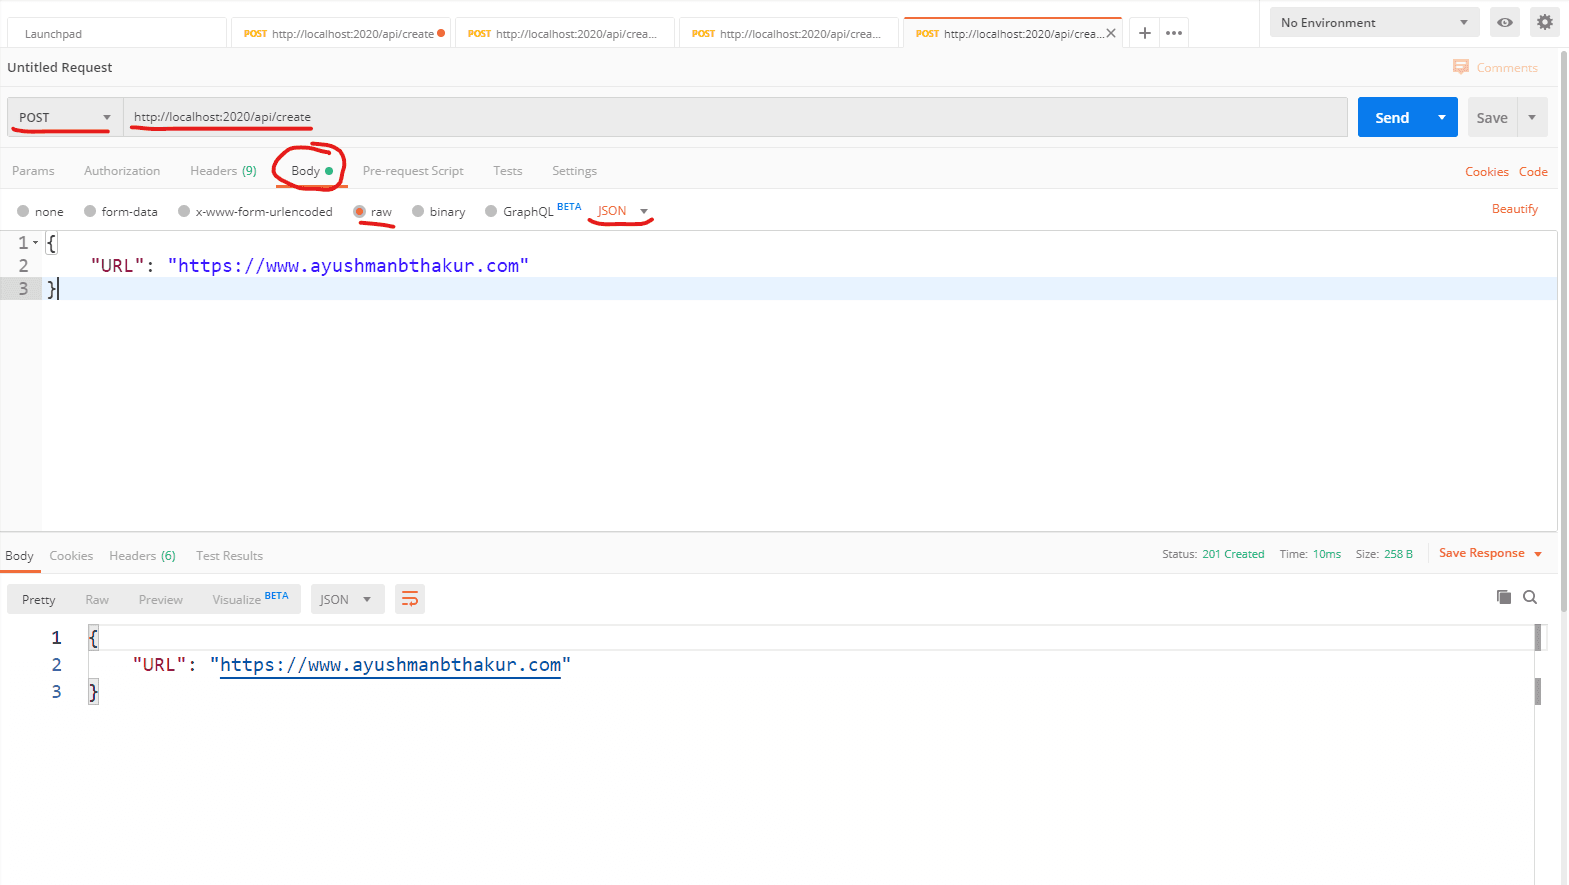 Launchpad
POST http://localhost:2020/api/create
POST http://localhost:2020/api/crea...
POST http://localhost:2020/api/crea...
POST http://localhost:2020/api/crea...
No Environment
Untitled Request
Comments
POST http://localhost:2020/api/create Send Save
Params Authorization Headers (9) Body Pre-request Script Tests Settings Cookies Code
none form-data x-www-form-urlencoded raw binary GraphQL BETA JSON Beautify
1 {
2 "URL": "https://www.ayushmanbthakur.com"
3 }
Body Cookies Headers (6) Test Results Status: 201 Created Time: 10ms Size: 258 B Save Response
Pretty Raw Preview Visualize BETA JSON
1 {
2 "URL": "https://www.ayushmanbthakur.com"
3 }